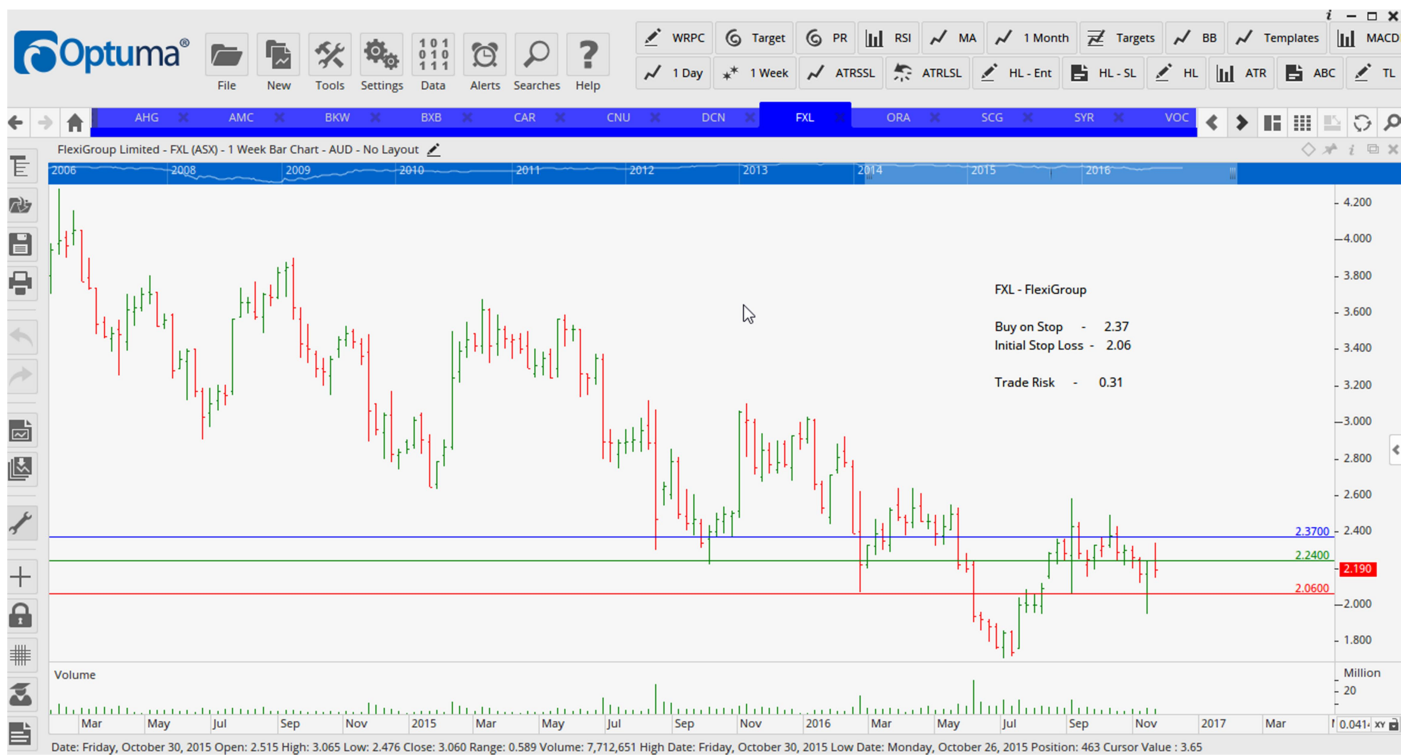 Optuma®
File
New
Tools
Settings
101
010
111
Data
Alerts
Searches
Help
WRPC
Target
PR
RSI
MA
1 Month
Targets
BB
Templates
MACD
1 Day
1 Week
ATRSSL
ATRLSL
HL - Ent
HL - SL
HL
ATR
ABC
TL
AHG
AMC
BKW
BXB
CAR
CNU
DCN
FXL
ORA
SCG
SYR
VOC
FlexiGroup Limited - FXL (ASX) - 1 Week Bar Chart - AUD - No Layout
2006 2008 2009 2010 2011 2012 2013 2014 2015 2016
4.200
4.000
3.800
FXL - FlexiGroup
3.600
Buy on Stop - 2.37
Initial Stop Loss - 2.06
3.400
Trade Risk - 0.31
3.200
3.000
2.800
2.600
2.400
2.3700
2.2400
2.190
2.0600
2.000
1.800
Volume
Million
20
Mar May Jul Sep Nov 2015 Mar May Jul Sep Nov 2016 Mar May Jul Sep Nov 2017 Mar
0.041 XY
Date: Friday, October 30, 2015 Open: 2.515 High: 3.065 Low: 2.476 Close: 3.060 Range: 0.589 Volume: 7,712,651 High Date: Friday, October 30, 2015 Low Date: Monday, October 26, 2015 Position: 463 Cursor Value : 3.65